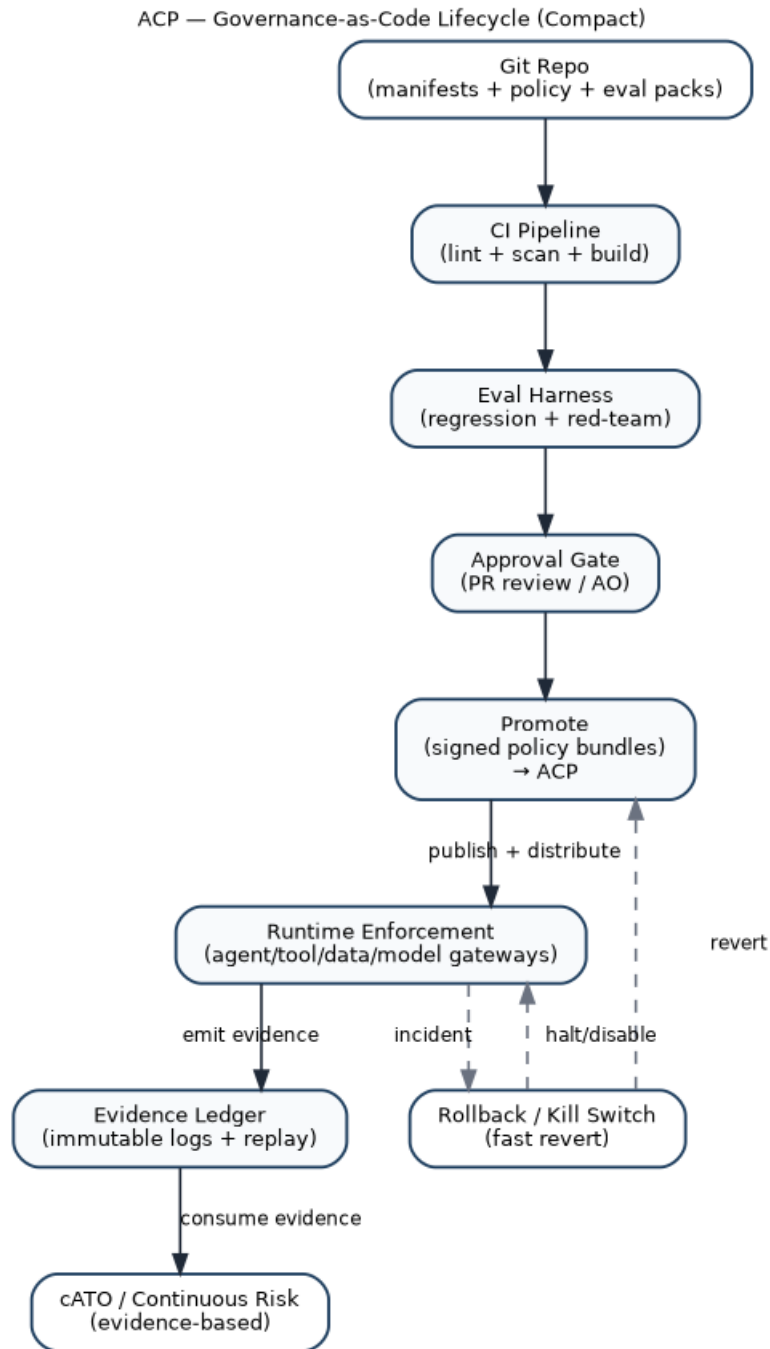 ACP — Governance-as-Code Lifecycle (Compact)
Git Repo
(manifests + policy + eval packs)
CI Pipeline
(lint + scan + build)
Eval Harness
(regression + red-team)
Approval Gate
(PR review / AO)
Promote
(signed policy bundles)
→ ACP
publish + distribute
Runtime Enforcement
(agent/tool/data/model gateways)
revert
emit evidence
incident
halt/disable
Evidence Ledger
(immutable logs + replay)
Rollback / Kill Switch
(fast revert)
consume evidence
cATO / Continuous Risk
(evidence-based)